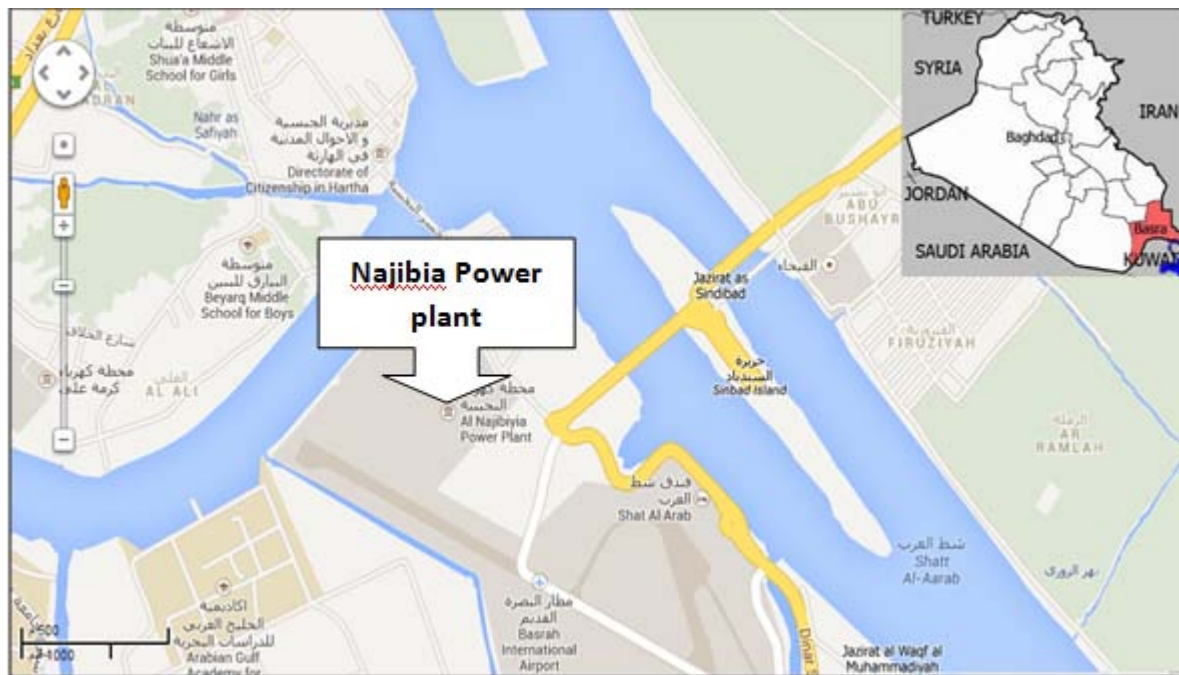 شارع بغداد
متوسطة
الاشعاع للبنات
Shua'a Middle
School for Girls
Nahr as
Safiyah
مديرية الجنسية
و الاحوال المدنية
في الهارثة
Directorate of
Citizenship in Hartha
متوسطة
البيارق للبنين
Beyarq Middle
School for Boys
محطة كهرباء
كرمة علي
AL ALI
Najibia Power
plant
محطة كهرباء
النجيبية
Al Najibiyia
Power Plant
Jazirat as
Sindibad
جزيرة
السندباد
Sinbad Island
ABU
BUSHAYR
الفيحاء
FIRUZIYAH
الرملة
AR
RAMLAH
فندق شط
العرب
Shat Al Arab
شط العرب
Shatt
Al-Aarab
مطار البصرة
القديم
Basrah
International
Airport
اكاديمية
الخليج العربي
للدراسات البحرية
Arabian Gulf
Academy for
Dinar S
Jazirat al Waqf al
Muhammadiyah
TURKEY
SYRIA
IRAN
Baghdad
JORDAN
Basra
SAUDI ARABIA
KUWAIT